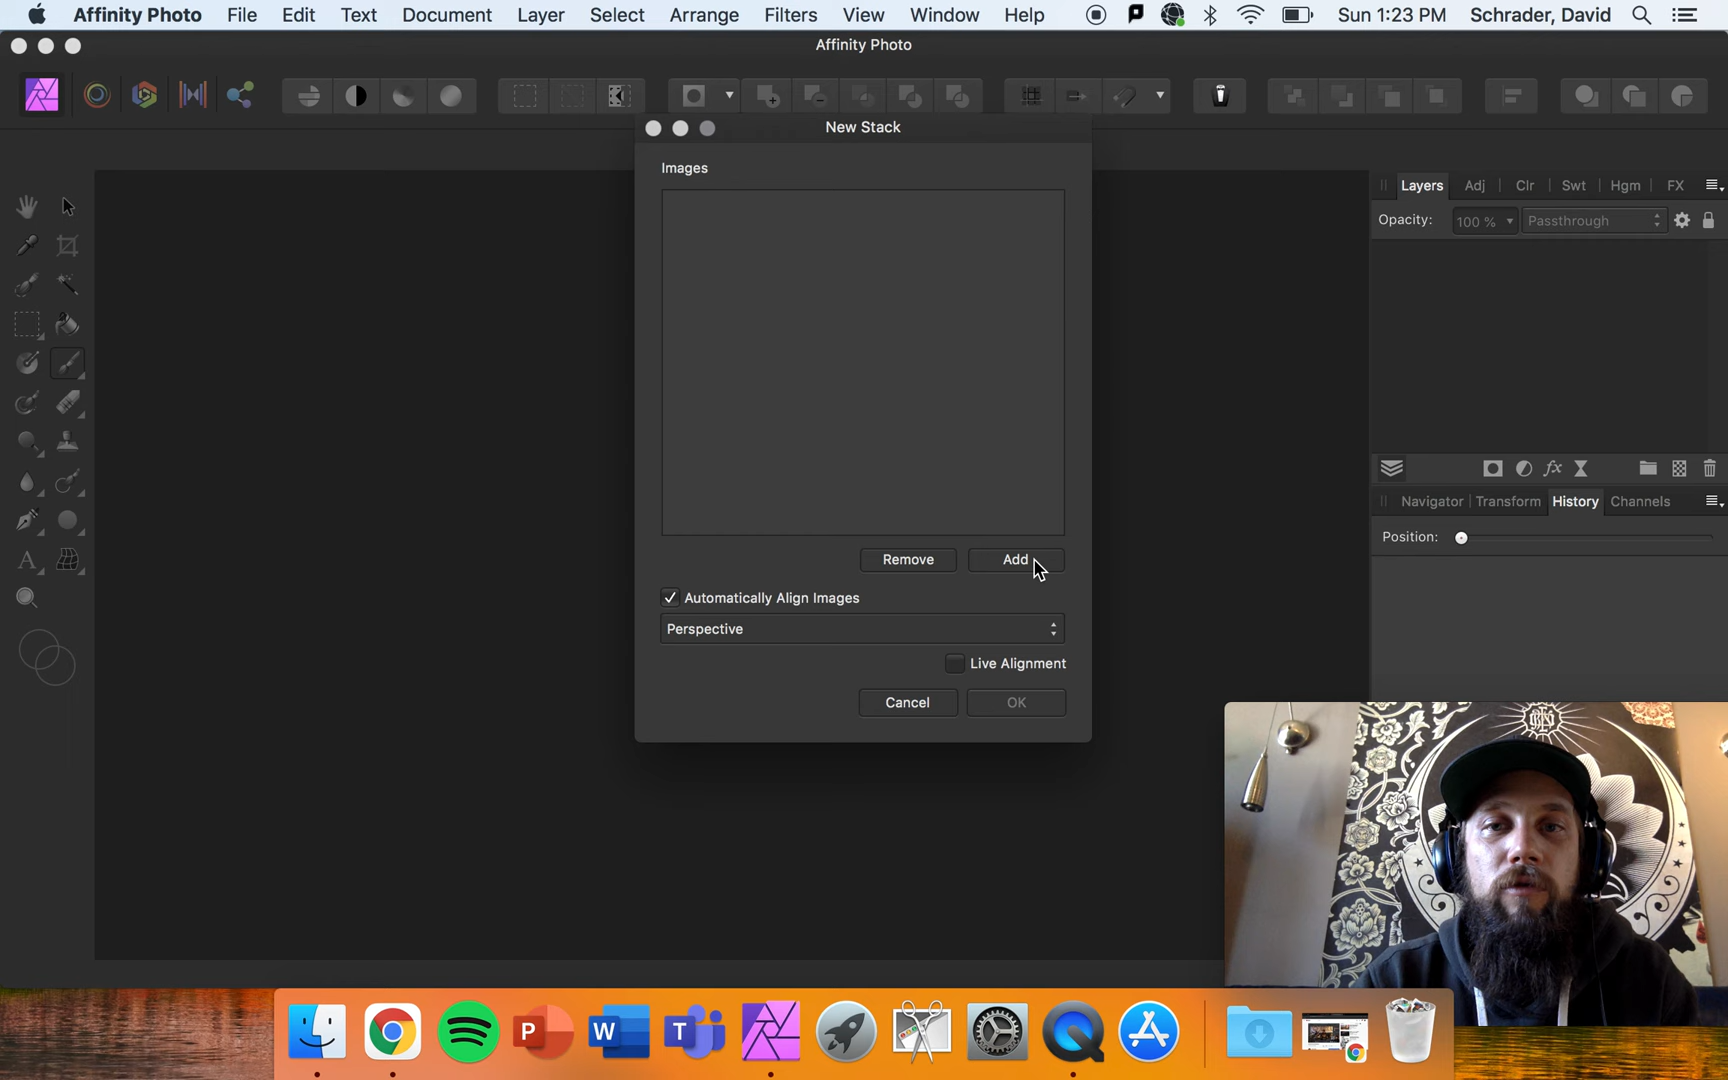 Affinity Photo File Edit Text Document Layer Select Arrange Filters View Window Help Sun 1:23 PM Schrader, David
Affinity Photo
New Stack
Images
Layers Adj Clr Swt Hgm FX
Opacity: 100 % Passthrough
Remove Add
Automatically Align Images
Perspective
Live Alignment
Cancel OK
Navigator Transform History Channels
Position:
A
P W T